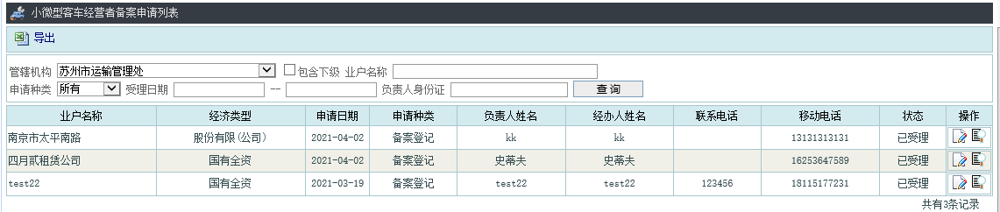 小微型客车经营者备案申请列表
导出
管辖机构 苏州市运输管理处 包含下级 业户名称
申请种类 所有 受理日期 -- 负责人身份证 查 询
业户名称 经济类型 申请日期 申请种类 负责人姓名 经办人姓名 联系电话 移动电话 状态 操作
南京市太平南路 股份有限(公司) 2021-04-02 备案登记 kk kk 13131313131 已受理
四月贰租赁公司 国有全资 2021-04-02 备案登记 史蒂夫 史蒂夫 16253647589 已受理
test22 国有全资 2021-03-19 备案登记 test22 test22 123456 18115177231 已受理
共有3条记录